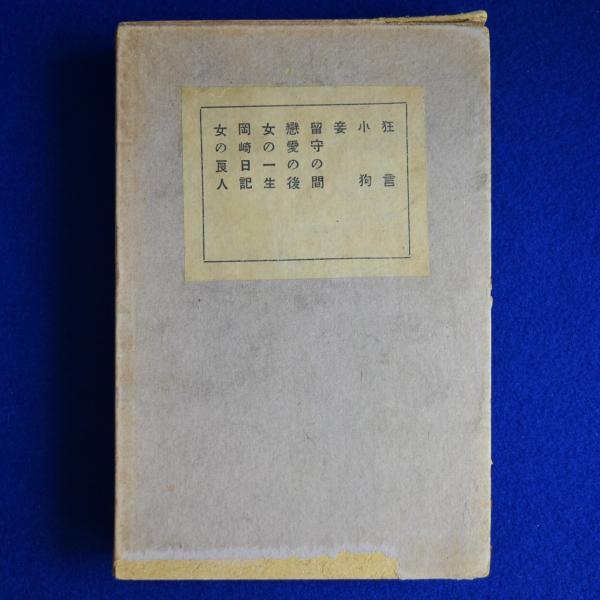 狂言
小狗
妾
留守の間
戀愛の後
女の一生
岡崎日記
女の良人